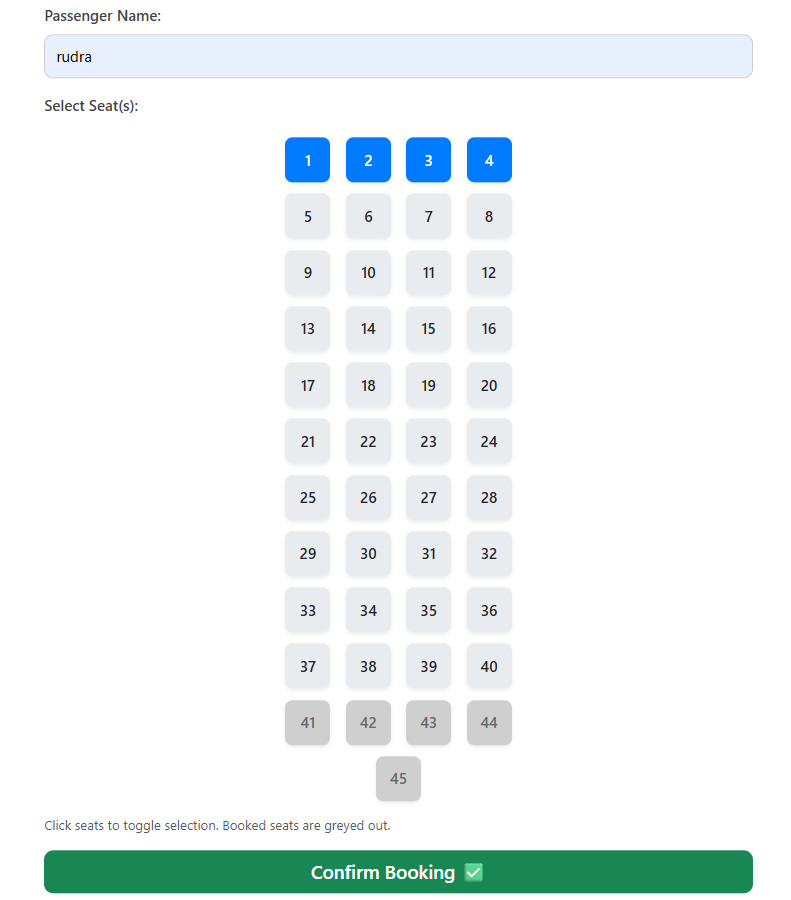 Passenger Name:
rudra
Select Seat(s):
1 2 3 4
5 6 7 8
9 10 11 12
13 14 15 16
17 18 19 20
21 22 23 24
25 26 27 28
29 30 31 32
33 34 35 36
37 38 39 40
41 42 43 44
45
Click seats to toggle selection. Booked seats are greyed out.
Confirm Booking ✅